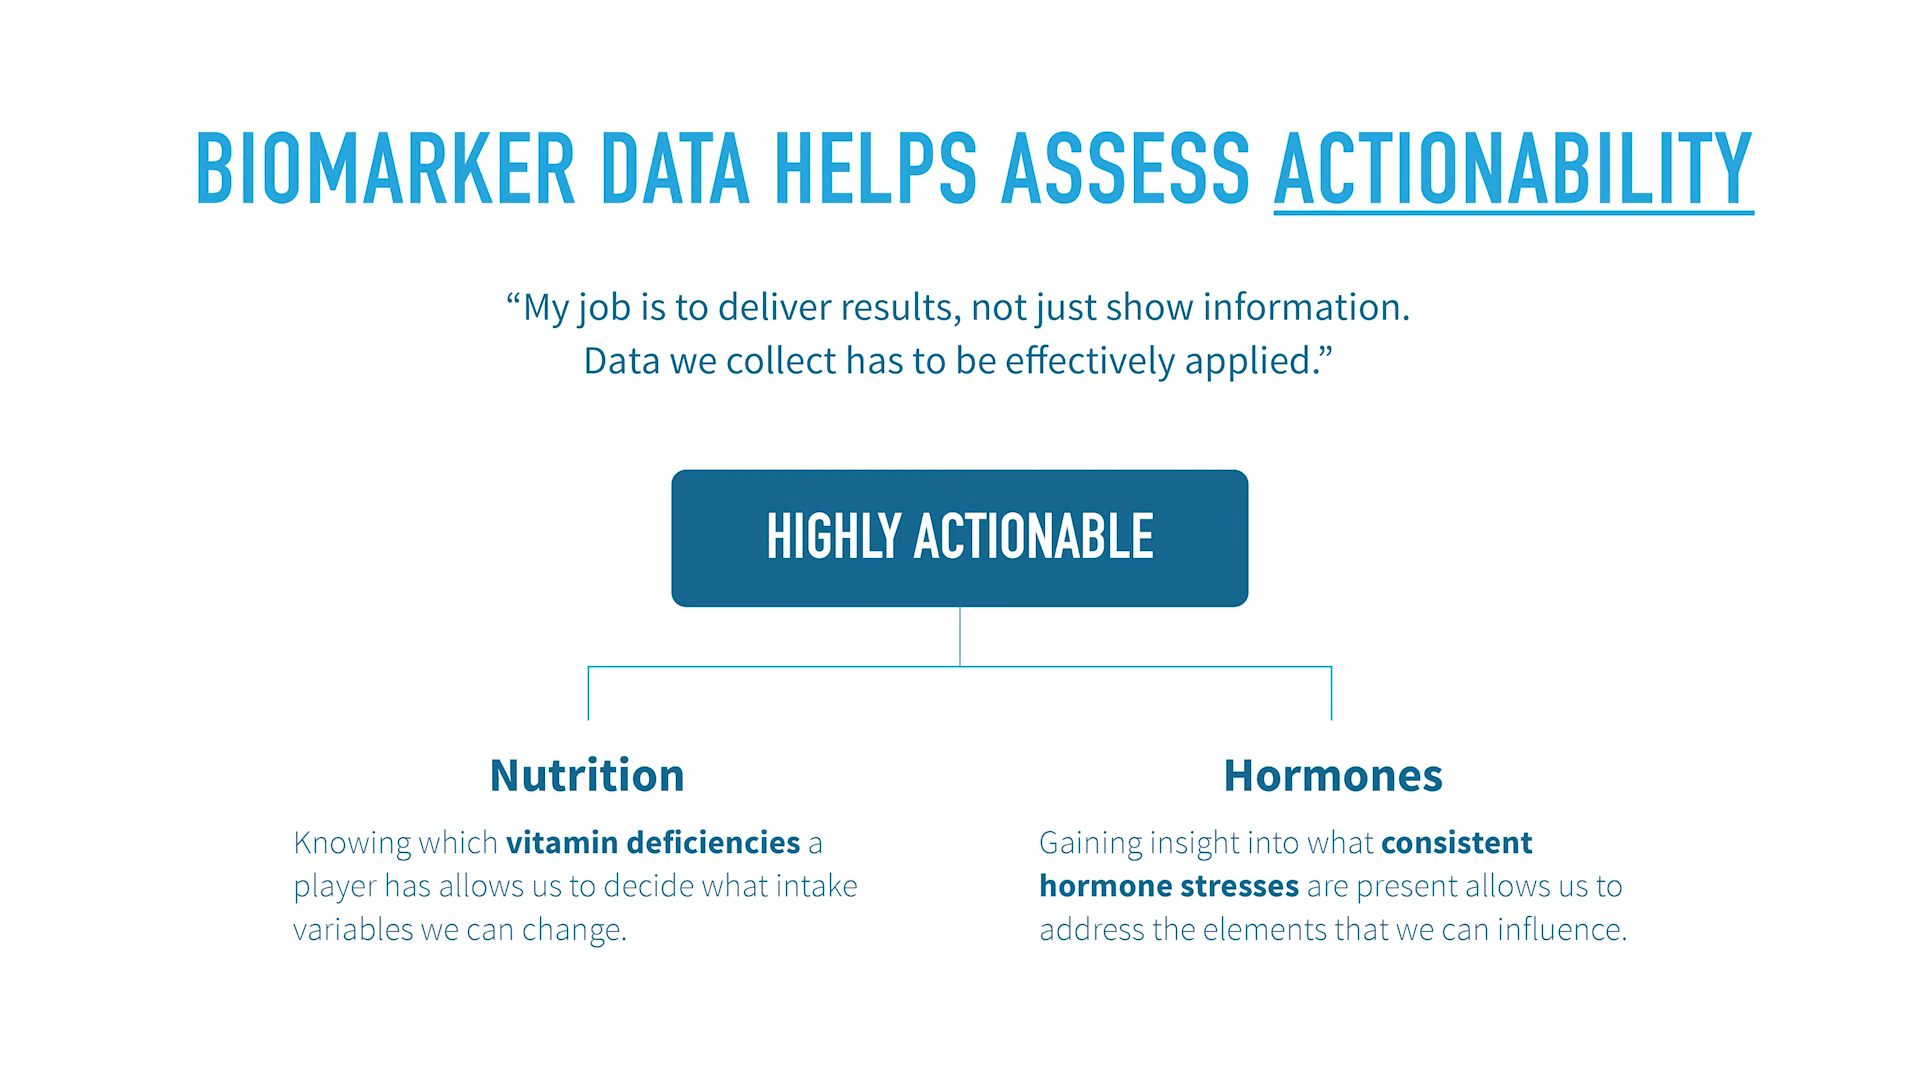 BIOMARKER DATA HELPS ASSESS ACTIONABILITY
“My job is to deliver results, not just show information.
Data we collect has to be effectively applied.”
HIGHLY ACTIONABLE
Nutrition
Knowing which vitamin deficiencies a
player has allows us to decide what intake
variables we can change.
Hormones
Gaining insight into what consistent
hormone stresses are present allows us to
address the elements that we can influence.